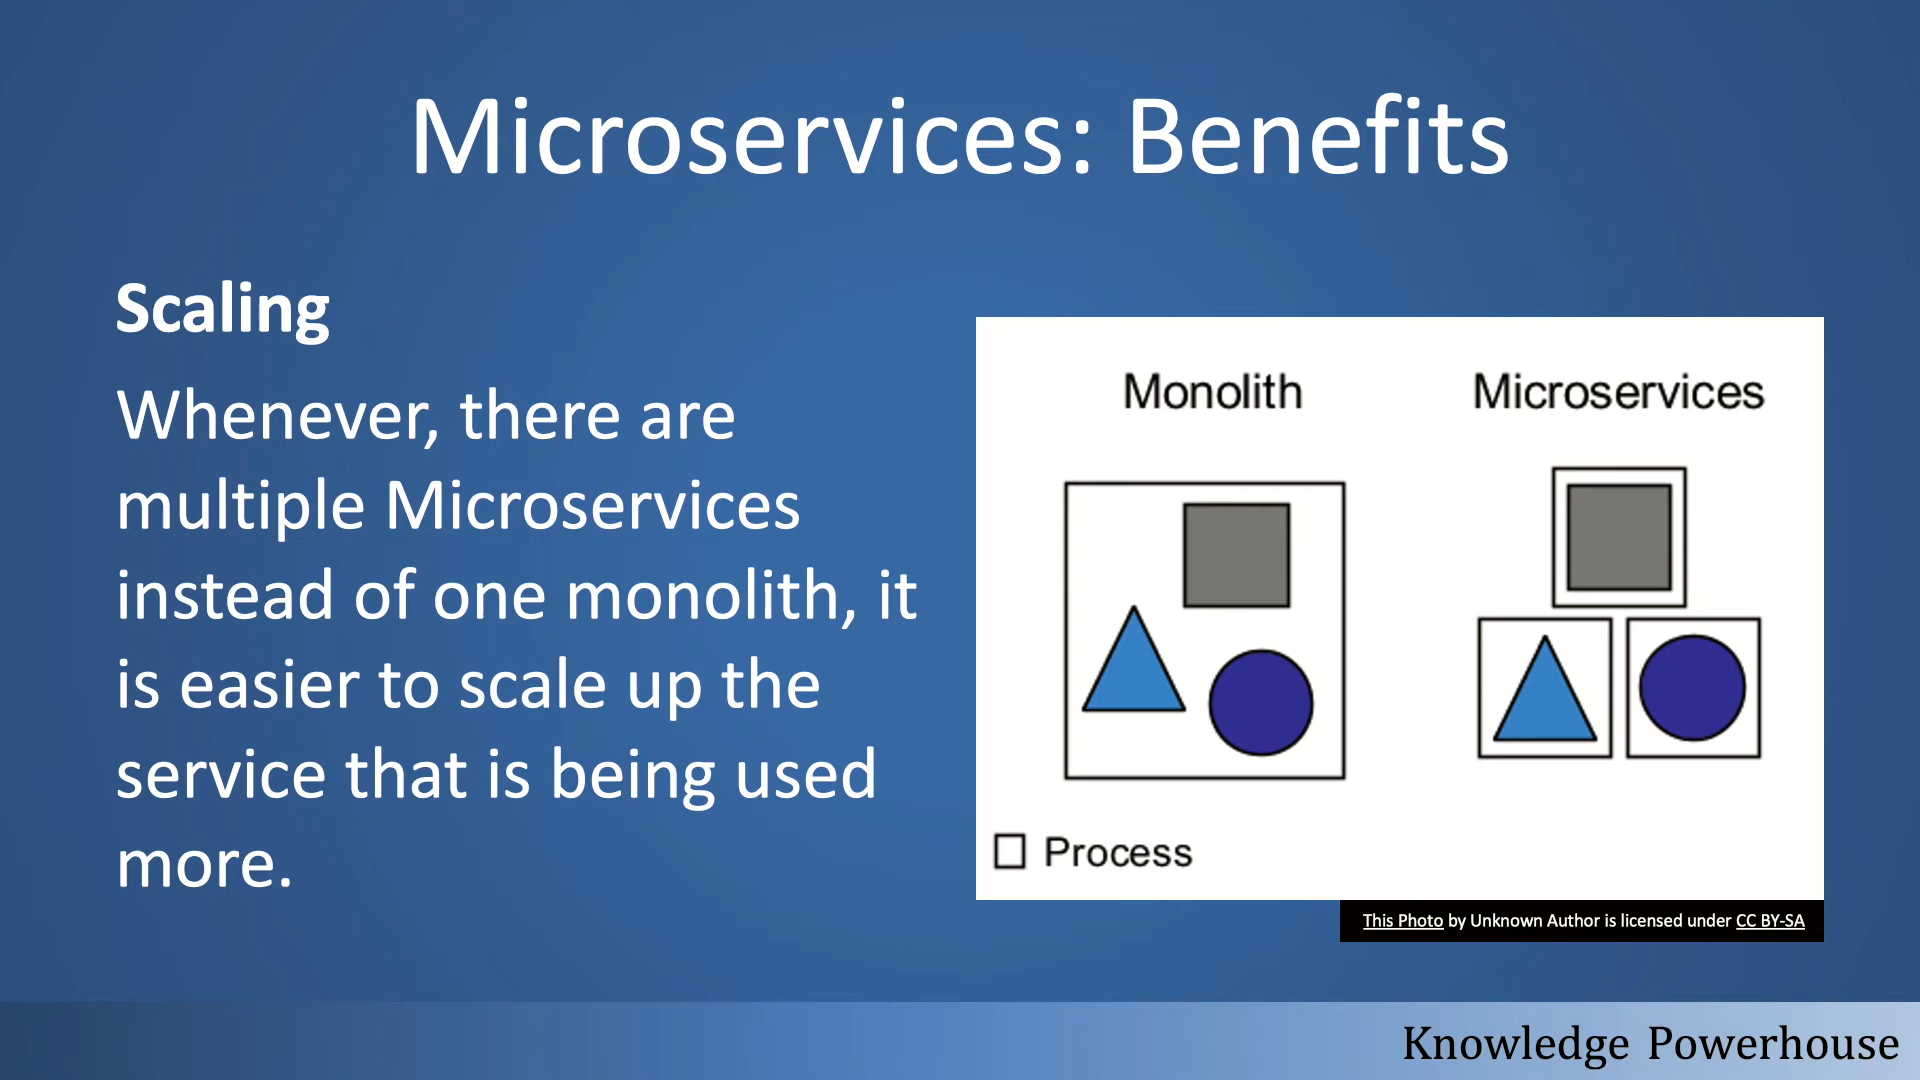 Microservices: Benefits
Scaling
Whenever, there are
multiple Microservices
instead of one monolith, it
is easier to scale up the
service that is being used
more.
Monolith
Microservices
Process
This Photo by Unknown Author is licensed under CC BY-SA
Knowledge Powerhouse